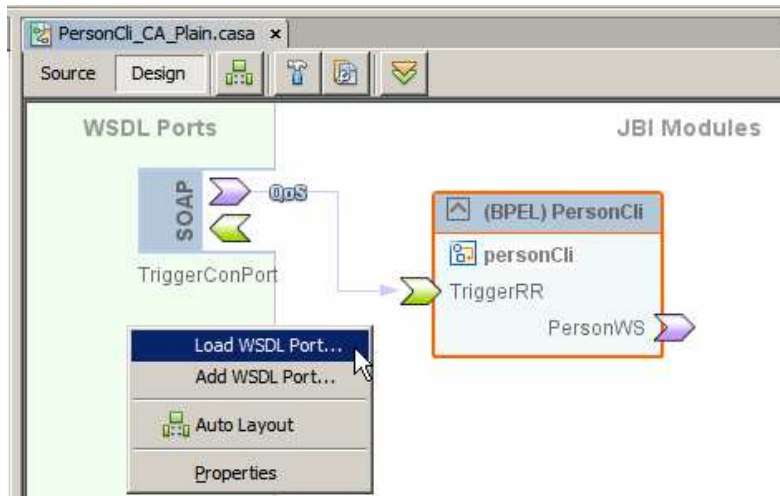 PersonCli_CA_Plain.casa x
Source Design
WSDL Ports JBI Modules
SOAP
QoS
TriggerConPort
(BPEL) PersonCli
personCli
TriggerRR
PersonWS
Load WSDL Port...
Add WSDL Port...
Auto Layout
Properties